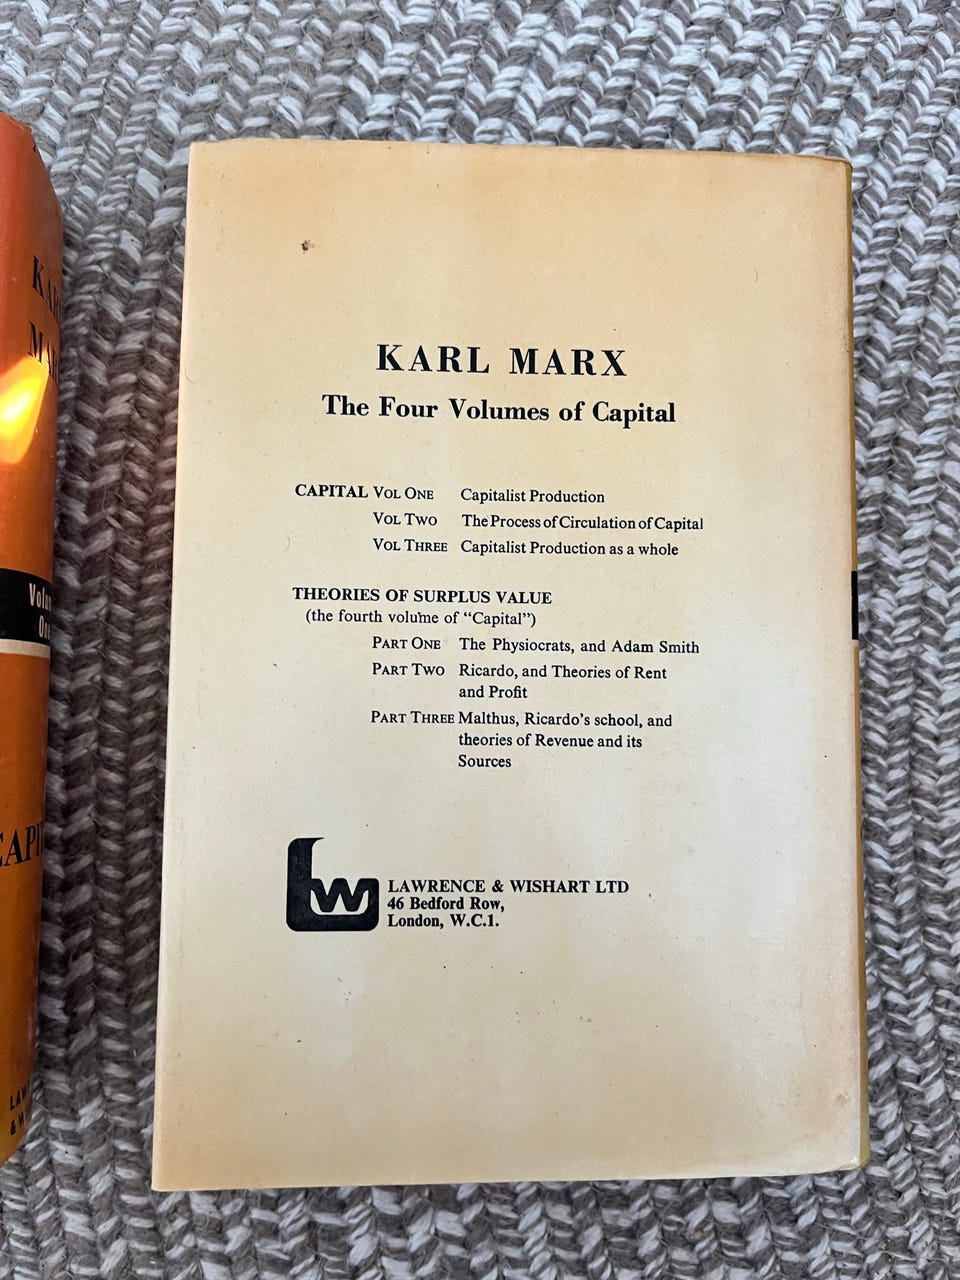 KARL MARX
The Four Volumes of Capital
CAPITAL VOL ONE Capitalist Production
VOL TWO The Process of Circulation of Capital
VOL THREE Capitalist Production as a whole
THEORIES OF SURPLUS VALUE
(the fourth volume of "Capital")
PART ONE The Physiocrats, and Adam Smith
PART TWO Ricardo, and Theories of Rent
and Profit
PART THREE Malthus, Ricardo's school, and
theories of Revenue and its
Sources
lw LAWRENCE & WISHART LTD
46 Bedford Row,
London, W.C.1.